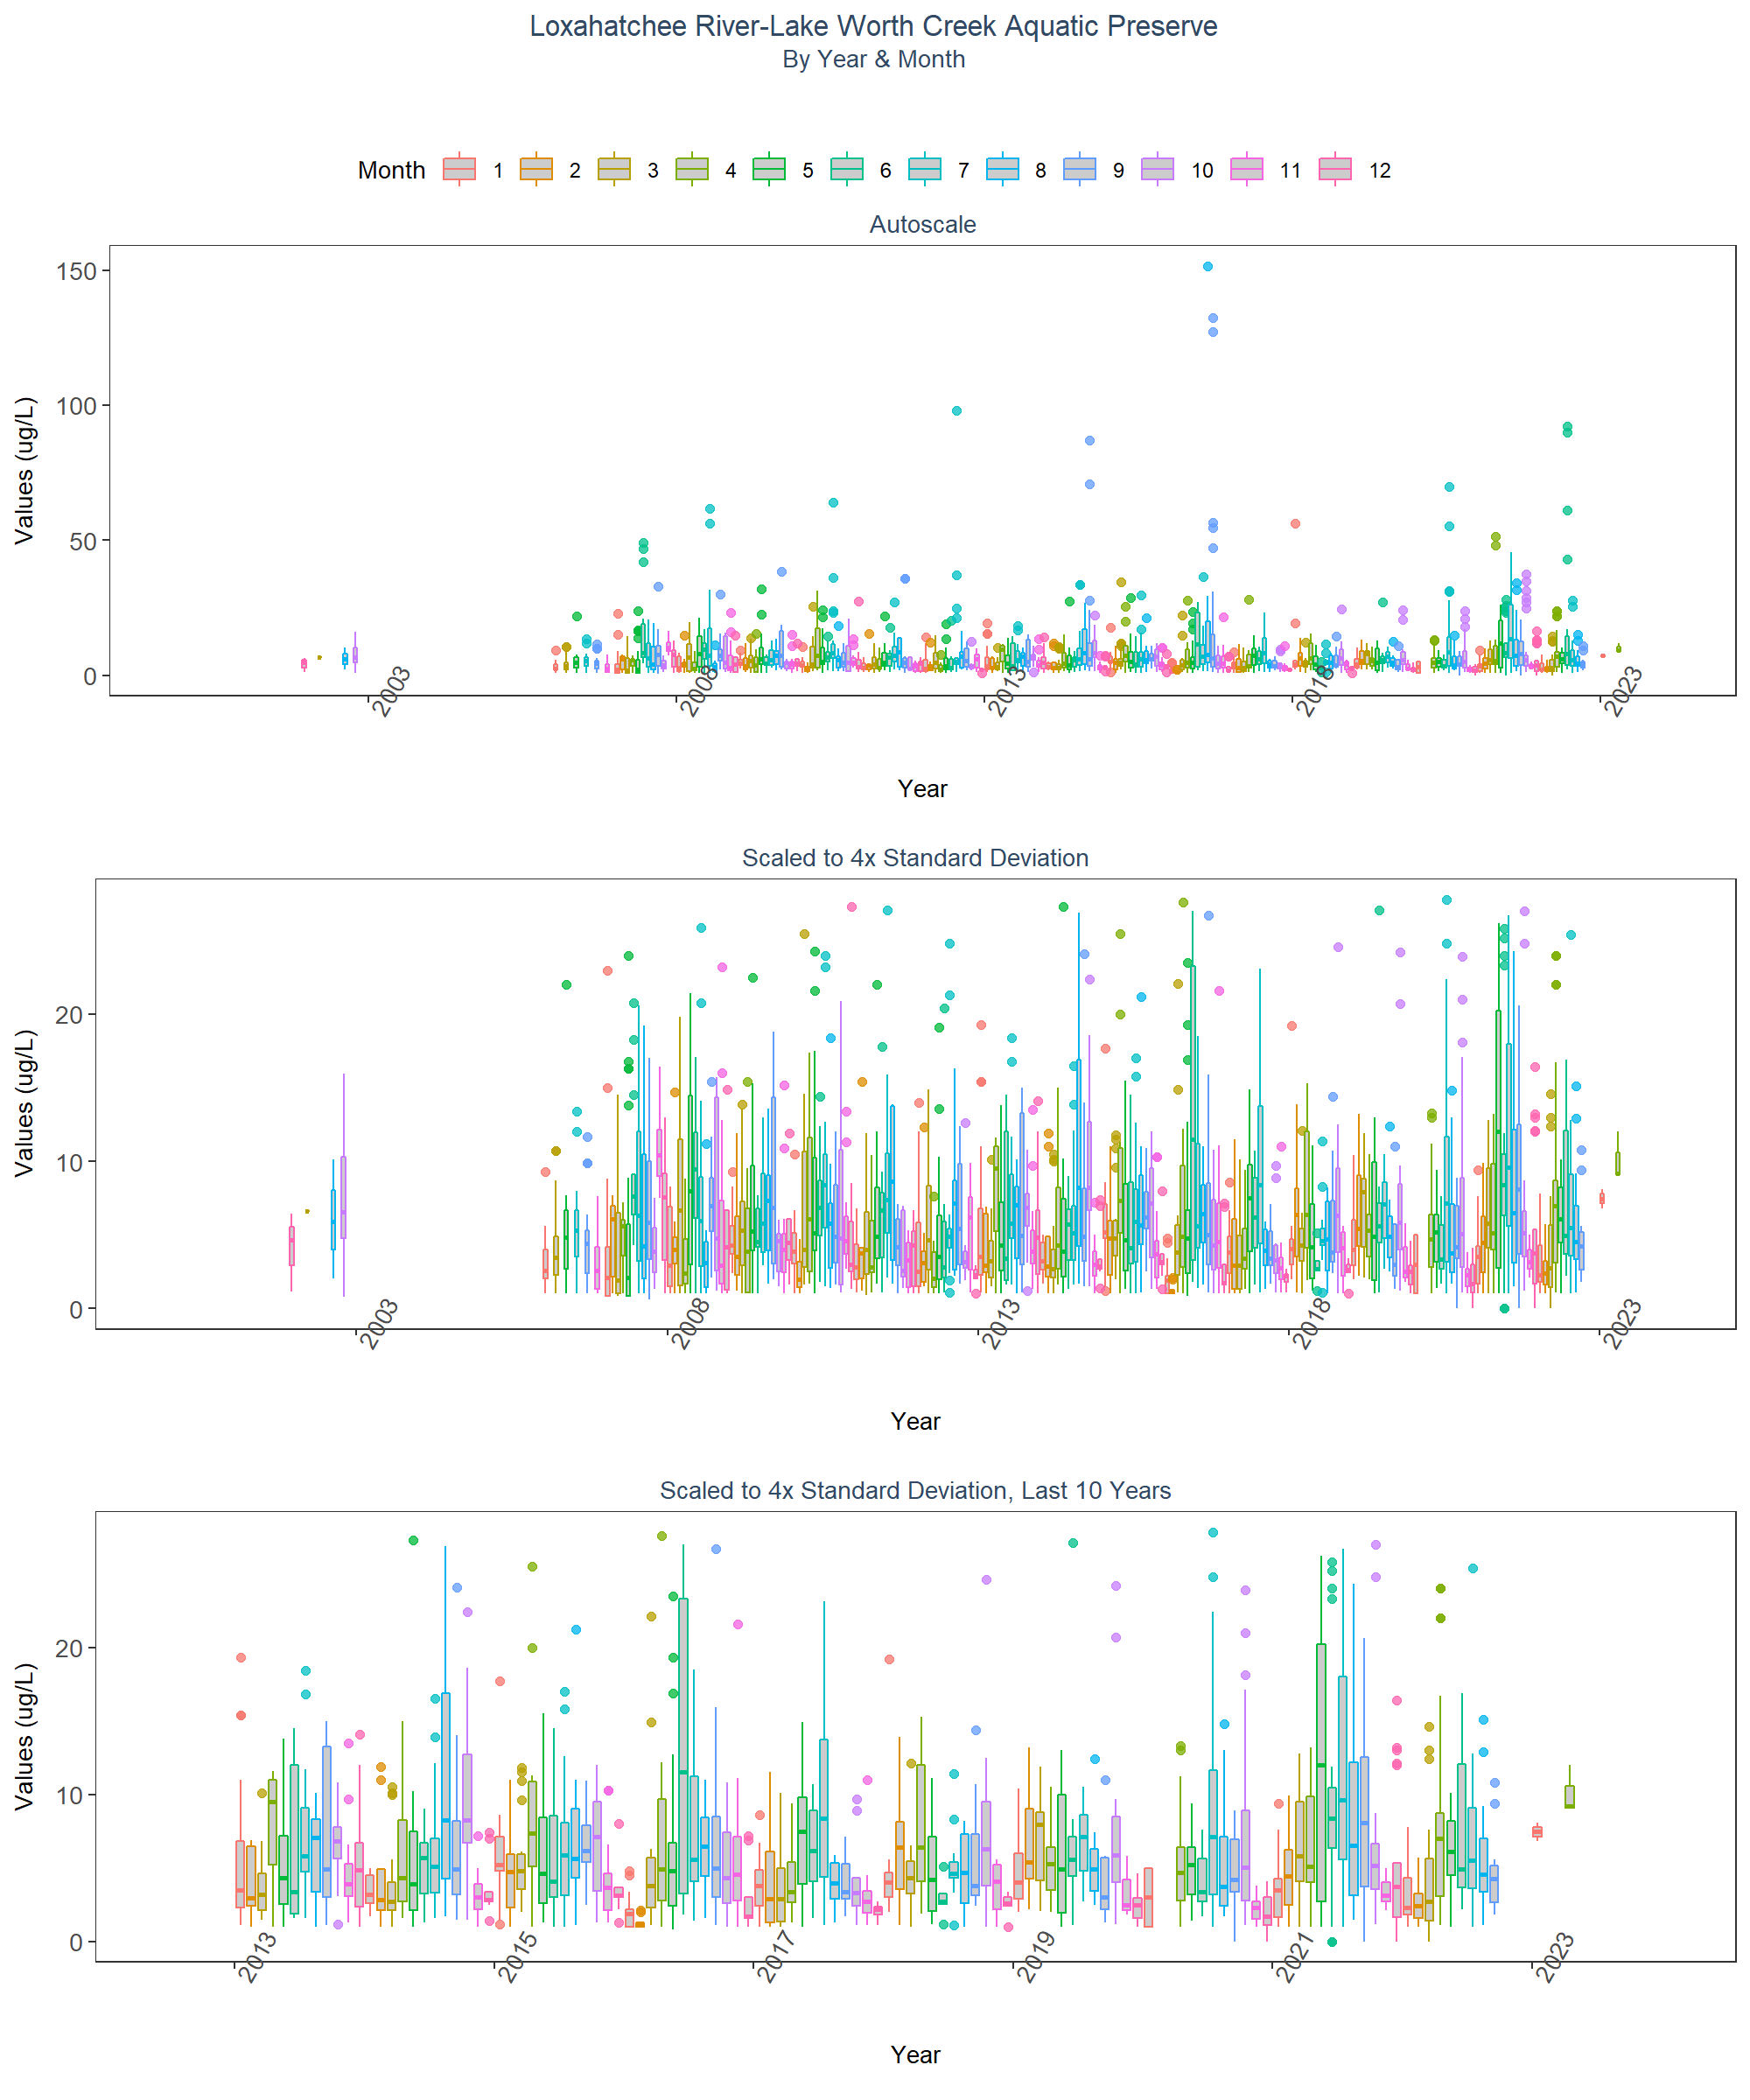 Loxahatchee River-Lake Worth Creek Aquatic Preserve
By Year & Month
Month 1 2 3 4 5 6 7 8 9 10 11 12
Autoscale
Values (ug/L)
150
100
50
0
2003 2008 2013 2018 2023
Year
Scaled to 4x Standard Deviation
Values (ug/L)
20
10
0
2003 2008 2013 2018 2023
Year
Scaled to 4x Standard Deviation, Last 10 Years
Values (ug/L)
20
10
0
2013 2015 2017 2019 2021 2023
Year